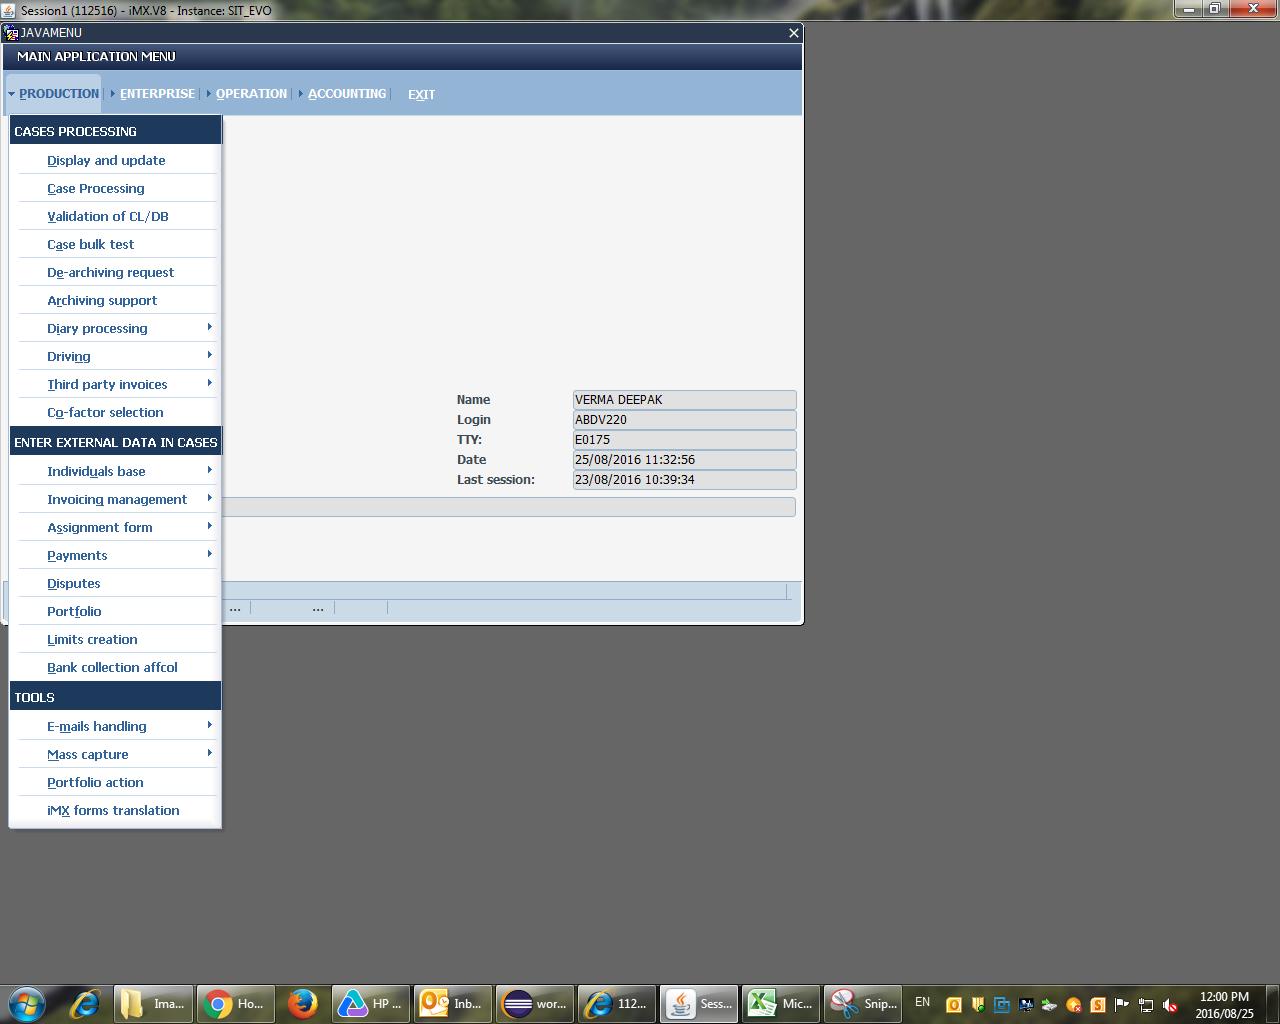 Session1 (112516) - iMX.V8 - Instance: SIT_EVO
JAVAMENU
MAIN APPLICATION MENU
PRODUCTION ENTERPRISE OPERATION ACCOUNTING EXIT
CASES PROCESSING
Display and update
Case Processing
Validation of CL/DB
Case bulk test
De-archiving request
Archiving support
Diary processing
Driving
Third party invoices
Co-factor selection
ENTER EXTERNAL DATA IN CASES
Individuals base
Invoicing management
Assignment form
Payments
Disputes
Portfolio
Limits creation
Bank collection affcol
TOOLS
E-mails handling
Mass capture
Portfolio action
iMX forms translation
Name VERMA DEEPAK
Login ABDV220
TTY: E0175
Date 25/08/2016 11:32:56
Last session: 23/08/2016 10:39:34
... ...
Ima... Ho... HP ... Inb... wor... 112... Sess... Mic... Snip... EN 12:00 PM
2016/08/25